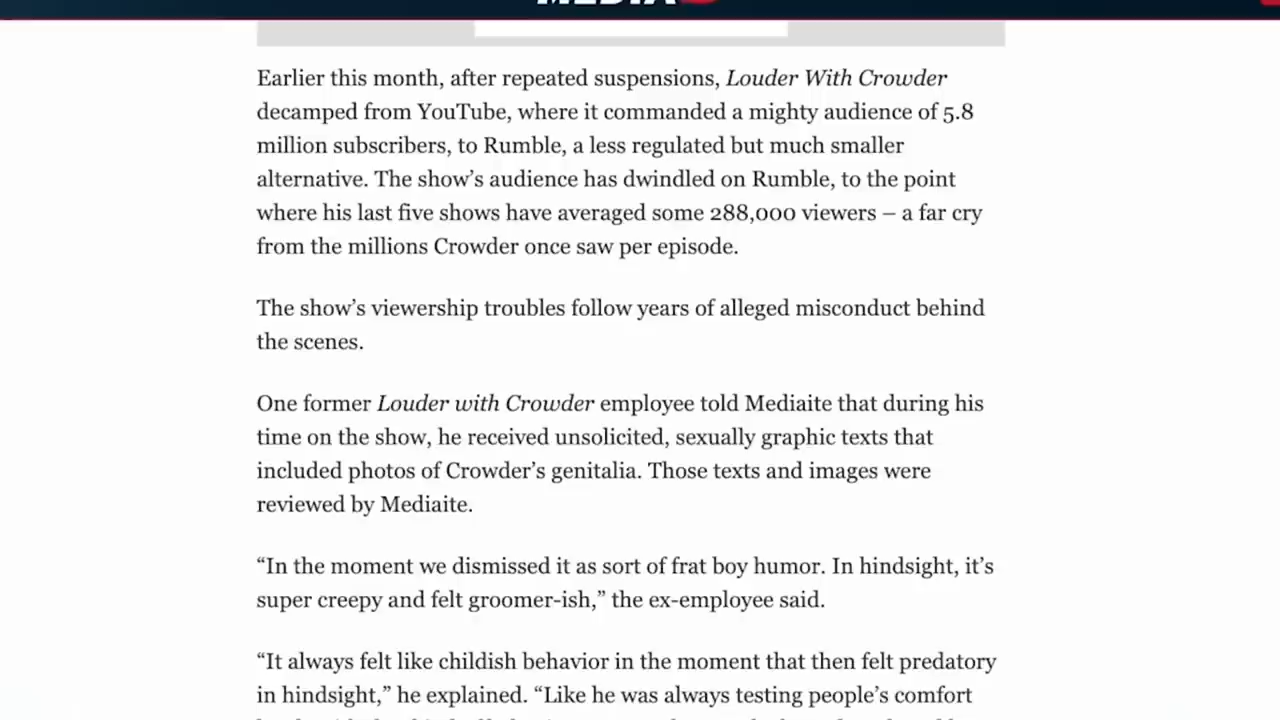 Earlier this month, after repeated suspensions, Louder With Crowder
decamped from YouTube, where it commanded a mighty audience of 5.8
million subscribers, to Rumble, a less regulated but much smaller
alternative. The show’s audience has dwindled on Rumble, to the point
where his last five shows have averaged some 288,000 viewers – a far cry
from the millions Crowder once saw per episode.
The show’s viewership troubles follow years of alleged misconduct behind
the scenes.
One former Louder with Crowder employee told Mediaite that during his
time on the show, he received unsolicited, sexually graphic texts that
included photos of Crowder’s genitalia. Those texts and images were
reviewed by Mediaite.
“In the moment we dismissed it as sort of frat boy humor. In hindsight, it’s
super creepy and felt groomer-ish,” the ex-employee said.
“It always felt like childish behavior in the moment that then felt predatory
in hindsight,” he explained. “Like he was always testing people’s comfort